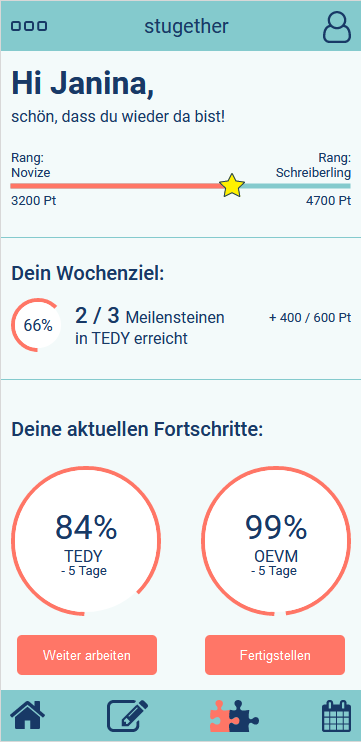 stugether
Hi Janina,
schön, dass du wieder da bist!
Rang: Rang:
Novize Schreiberling
3200 Pt 4700 Pt
Dein Wochenziel:
66% 2 / 3 Meilensteinen + 400 / 600 Pt
in TEDY erreicht
Deine aktuellen Fortschritte:
84% 99%
TEDY OEVM
- 5 Tage - 5 Tage
Weiter arbeiten Fertigstellen